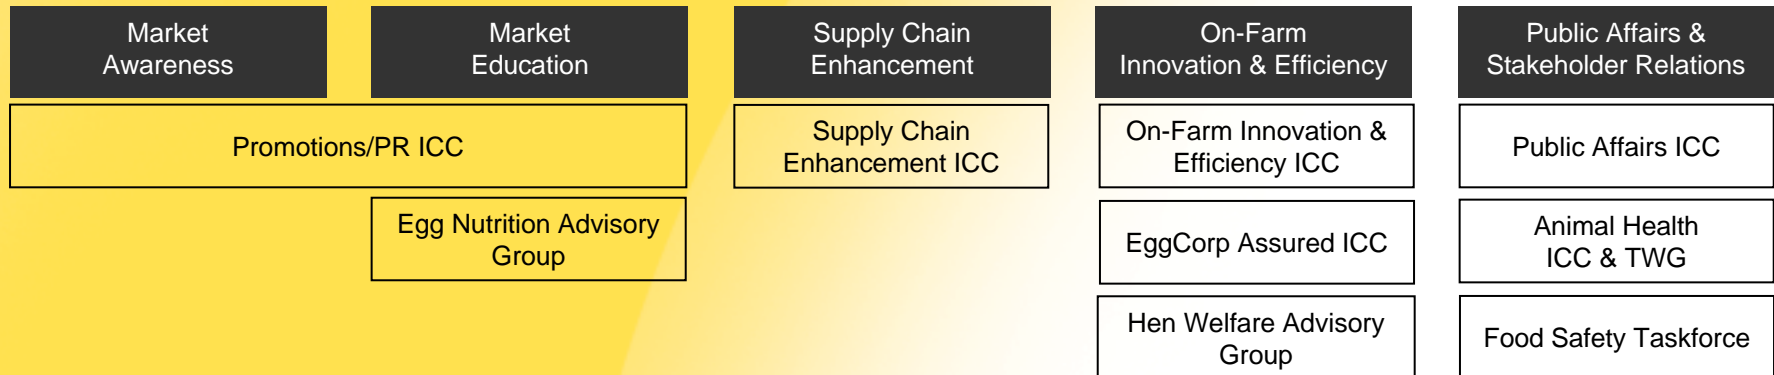 Market
Awareness
Market
Education
Supply Chain
Enhancement
On-Farm
Innovation & Efficiency
Public Affairs &
Stakeholder Relations
Promotions/PR ICC
Supply Chain
Enhancement ICC
On-Farm Innovation &
Efficiency ICC
Public Affairs ICC
Egg Nutrition Advisory
Group
EggCorp Assured ICC
Animal Health
ICC & TWG
Hen Welfare Advisory
Group
Food Safety Taskforce